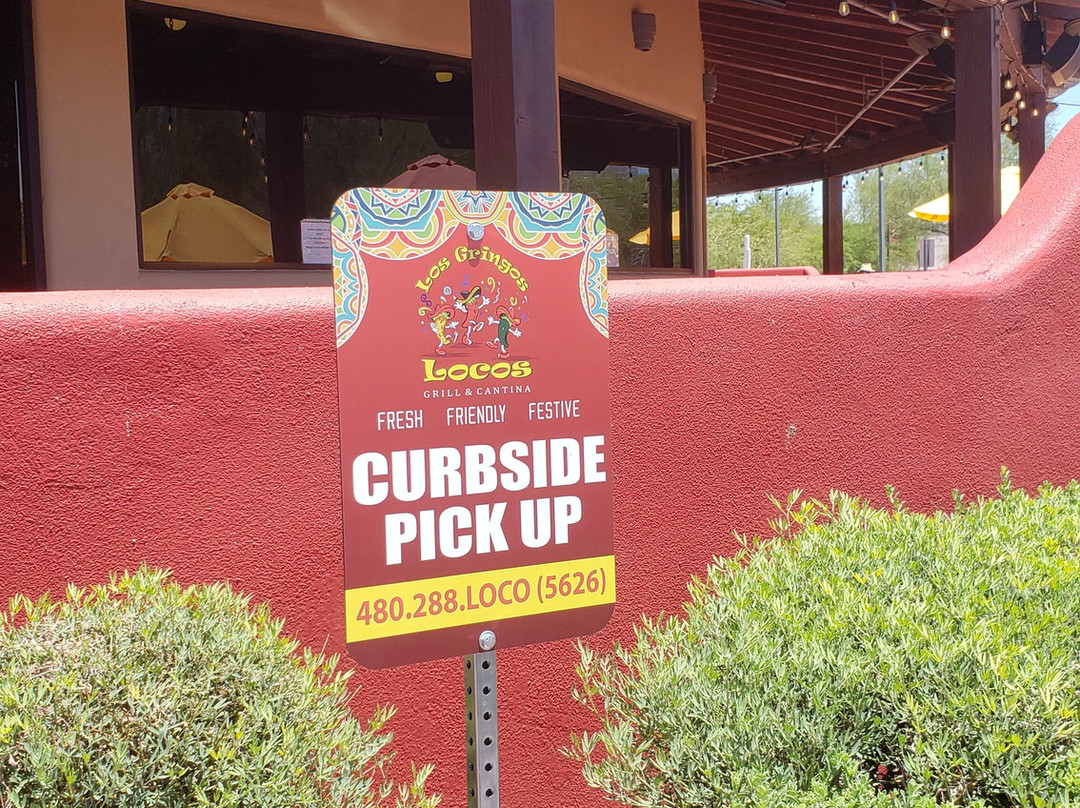 Los Gringos
Locos
GRILL & CANTINA
FRESH FRIENDLY FESTIVE
CURBSIDE
PICK UP
480.288.LOCO (5626)